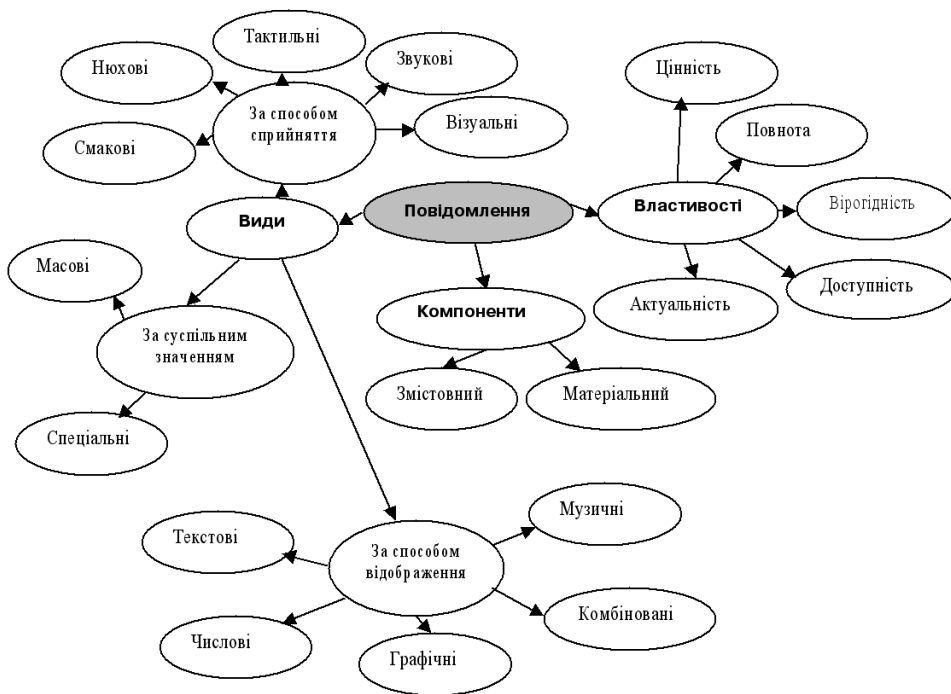 Тактильні
Нюхові
Звукові
За способом
сприйняття
Смакові
Візуальні
Цінність
Повнота
Види
Повідомлення
Властивості
Вірогідність
Масові
Актуальність
Доступність
Компоненти
За суспільним
значенням
Змістовний
Матеріальний
Спеціальні
Музичні
Текстові
За способом
відображення
Комбіновані
Числові
Графічні